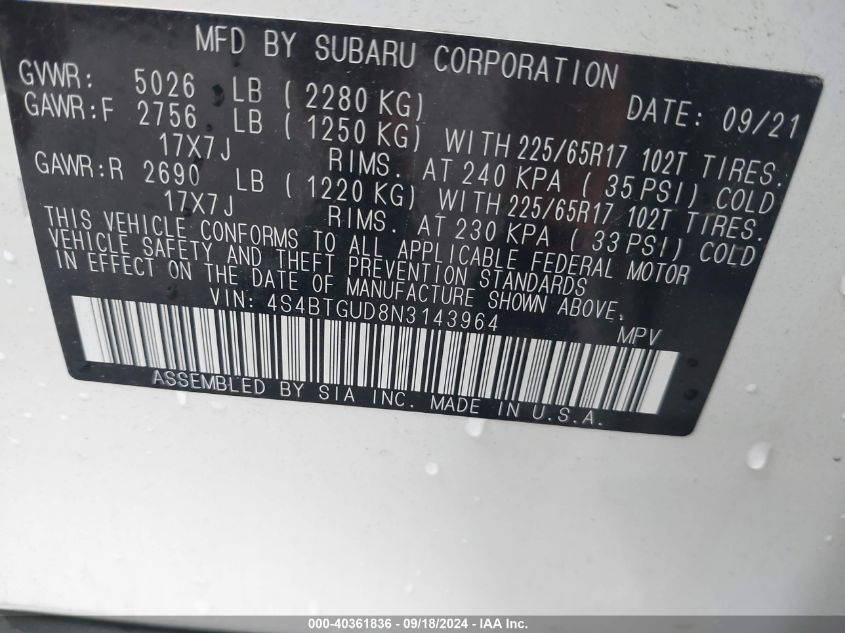 MFD BY SUBARU CORPORATION
GVWR: 5026 LB ( 2280 KG) DATE: 09/21
GAWR:F 2756 LB ( 1250 KG) WITH 225/65R17 102T TIRES.
17X7J RIMS. AT 240 KPA ( 35 PSI) COLD
GAWR:R 2690 LB ( 1220 KG) WITH 225/65R17 102T TIRES.
17X7J RIMS. AT 230 KPA ( 33 PSI) COLD
THIS VEHICLE CONFORMS TO ALL APPLICABLE FEDERAL MOTOR
VEHICLE SAFETY AND THEFT PREVENTION STANDARDS
IN EFFECT ON THE DATE OF MANUFACTURE SHOWN ABOVE.
VIN: 4S4BTGUD8N3143964 MPV
ASSEMBLED BY SIA INC. MADE IN U.S.A.
000-40361836 - 09/18/2024 - IAA Inc.